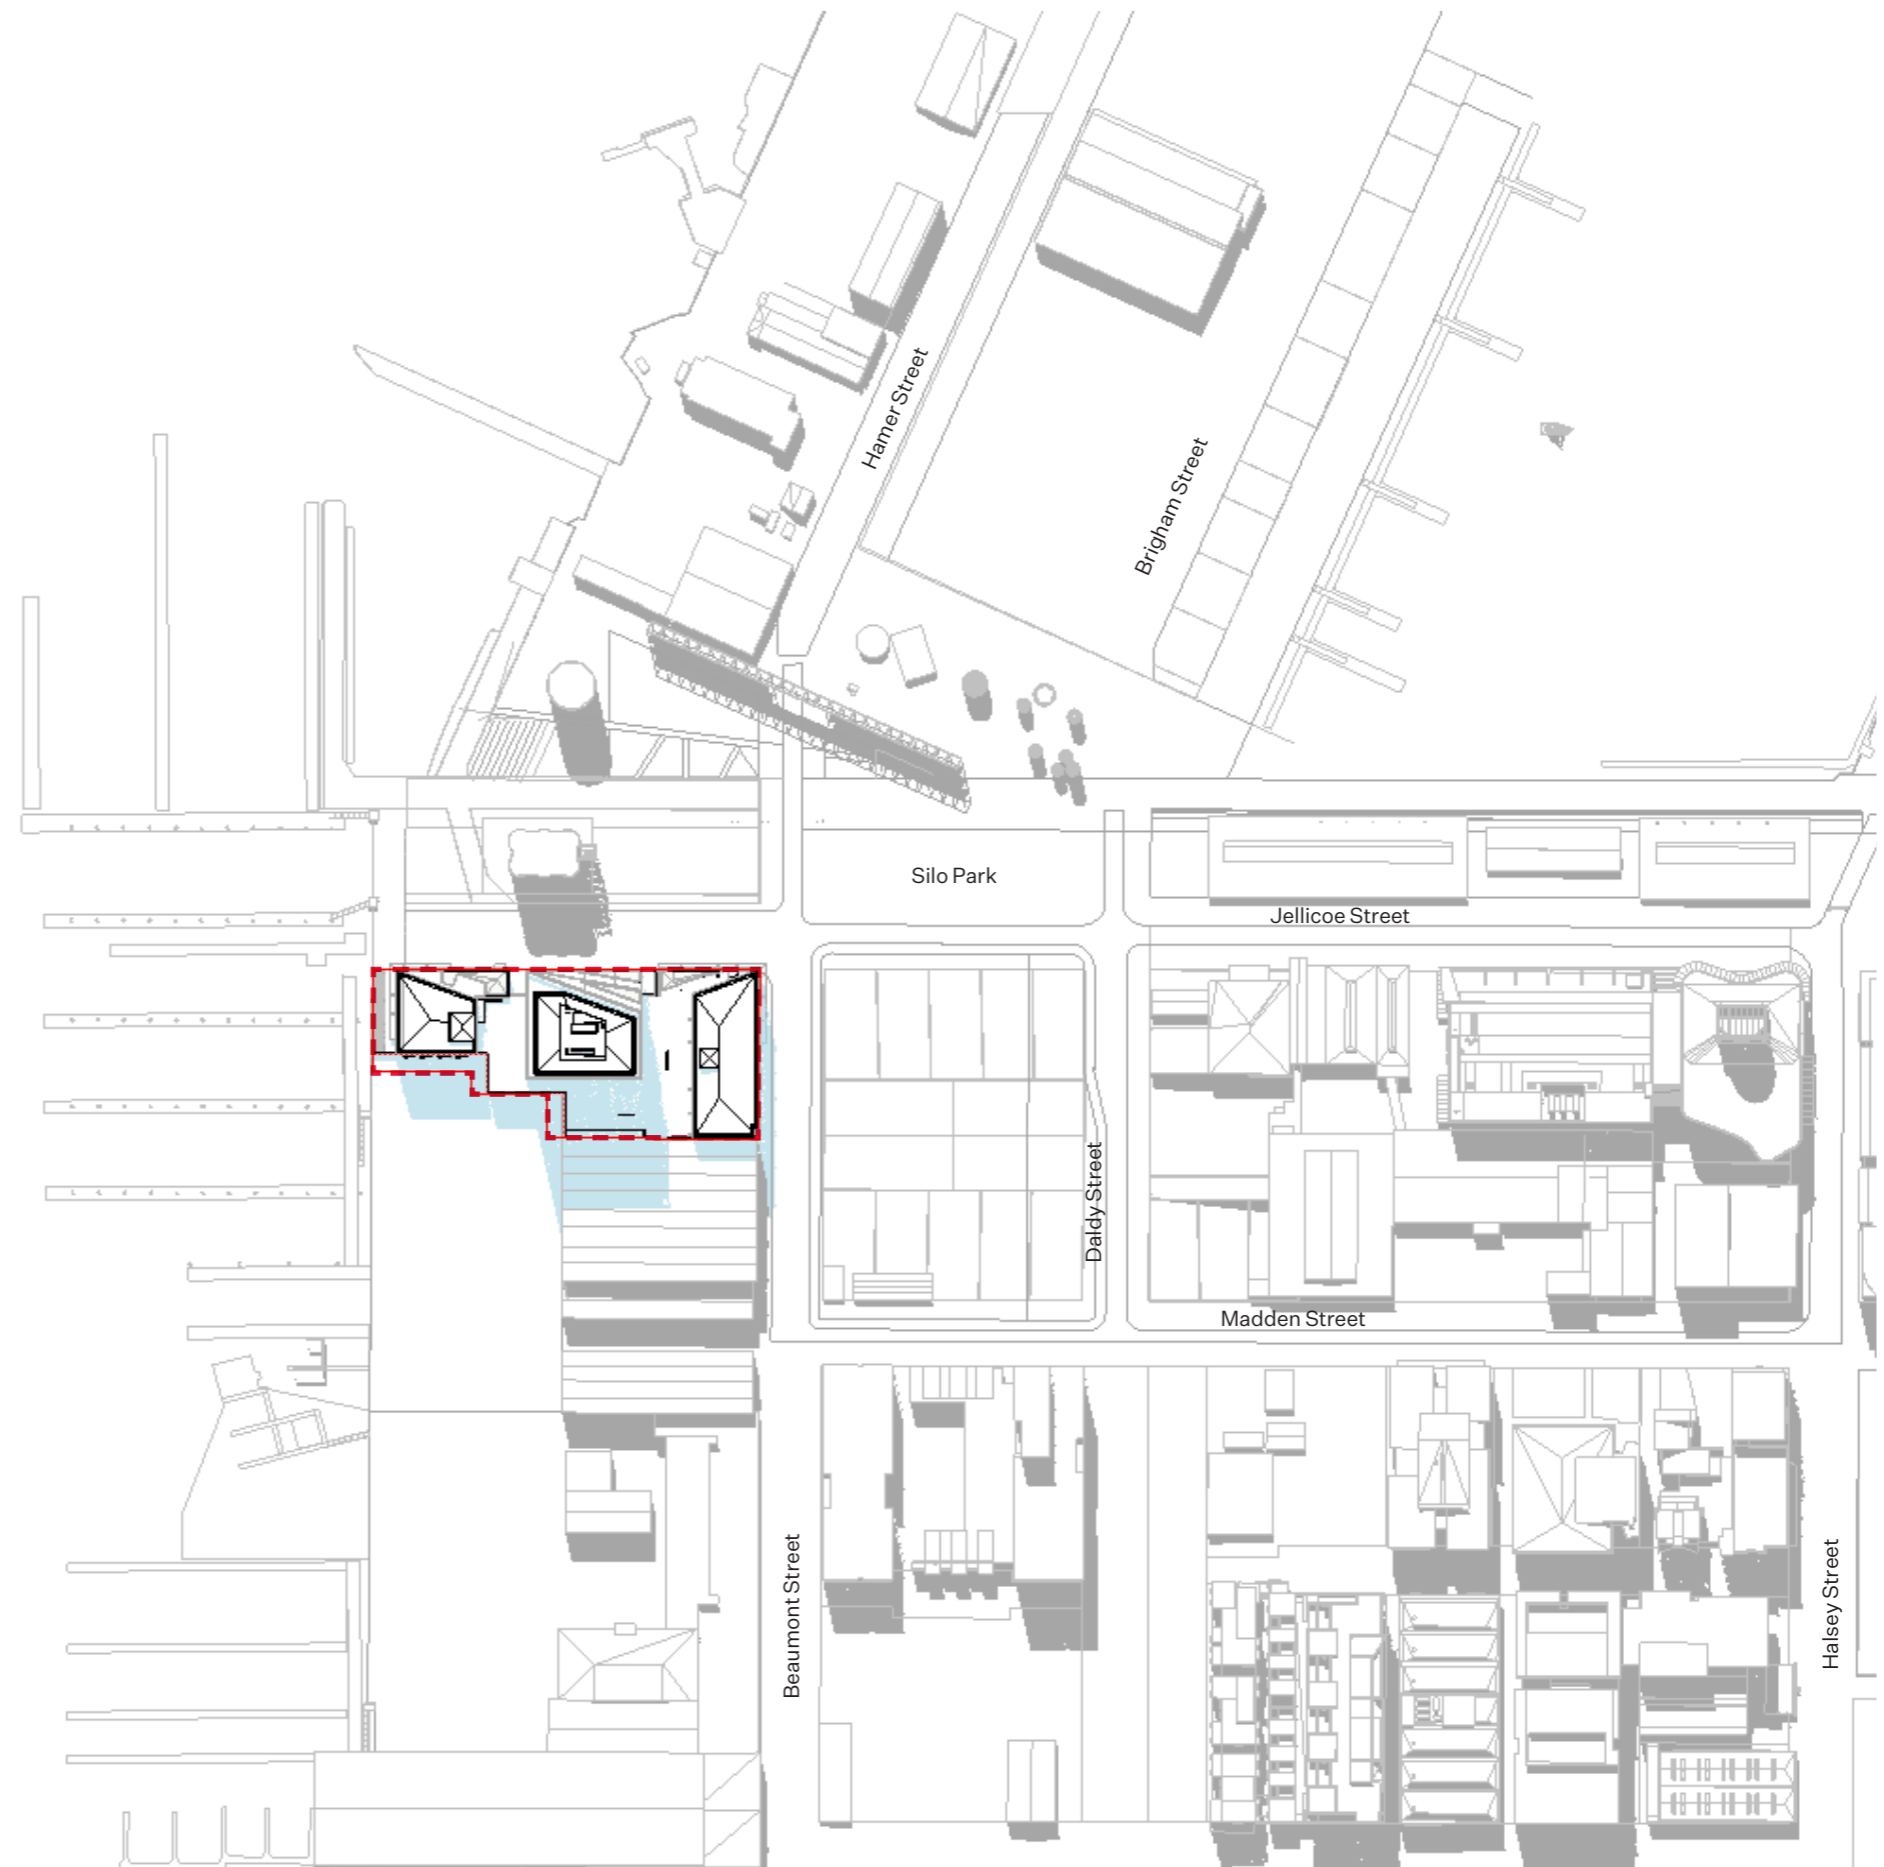 Hamer Street
Brigham Street
Silo Park
Jellicoe Street
Daldy Street
Madden Street
Beaumont Street
Halsey Street